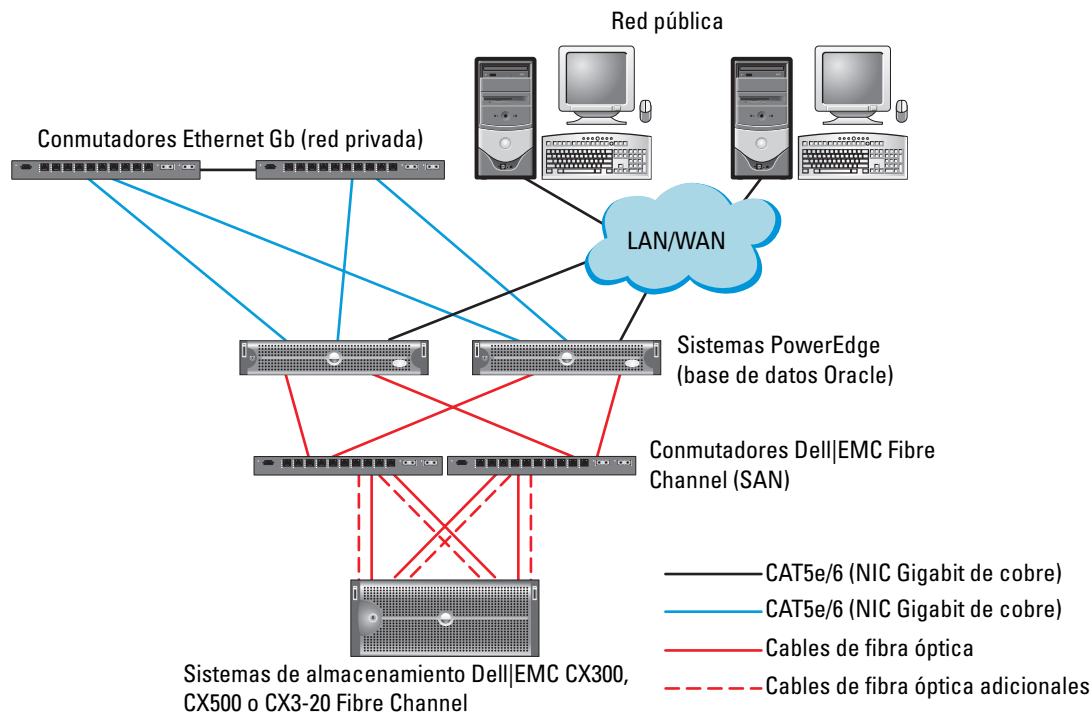 Red pública
Conmutadores Ethernet Gb (red privada)
LAN/WAN
Sistemas PowerEdge
(base de datos Oracle)
Conmutadores Dell|EMC Fibre
Channel (SAN)
CAT5e/6 (NIC Gigabit de cobre)
CAT5e/6 (NIC Gigabit de cobre)
Cables de fibra óptica
Cables de fibra óptica adicionales
Sistemas de almacenamiento Dell|EMC CX300,
CX500 o CX3-20 Fibre Channel